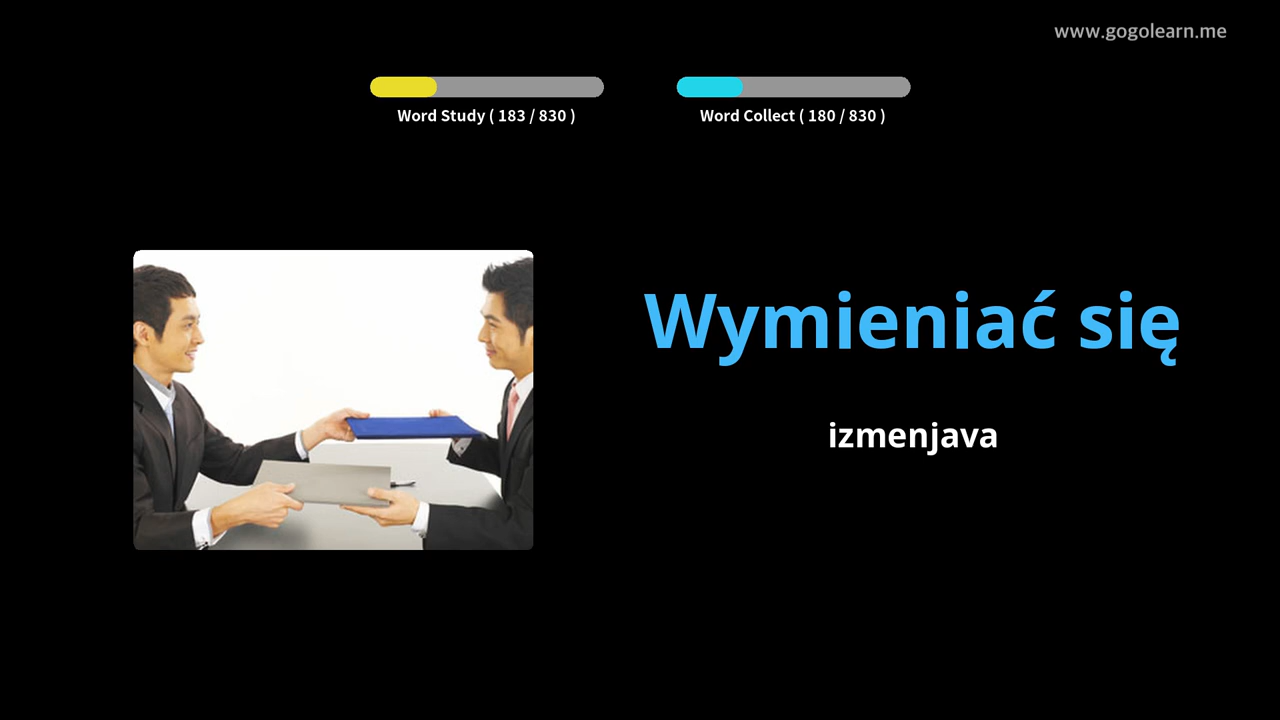 www.gogolearn.me
Word Study ( 183 / 830 )
Word Collect ( 180 / 830 )
Wymieniać się
izmenjava